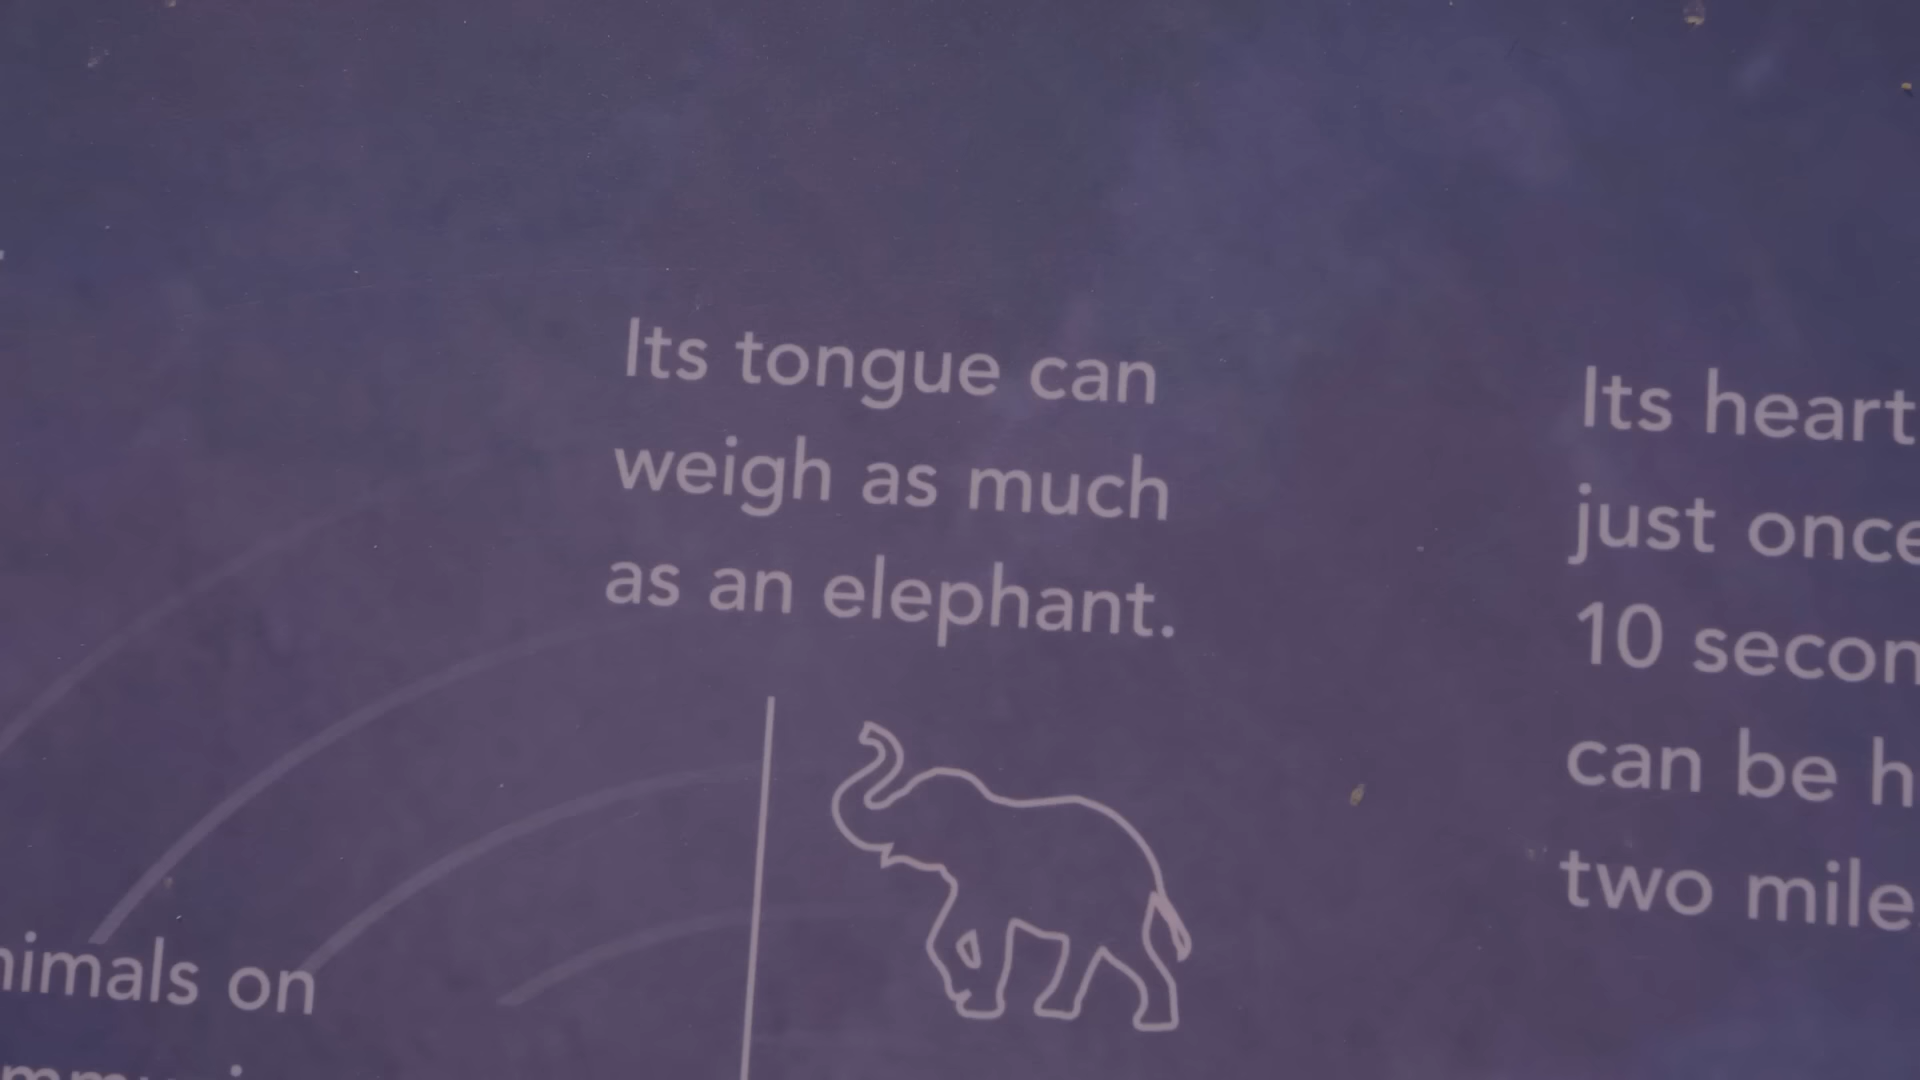 Its tongue can
weigh as much
as an elephant.
Its heart
just once
10 secon
can be h
two mile
nimals on